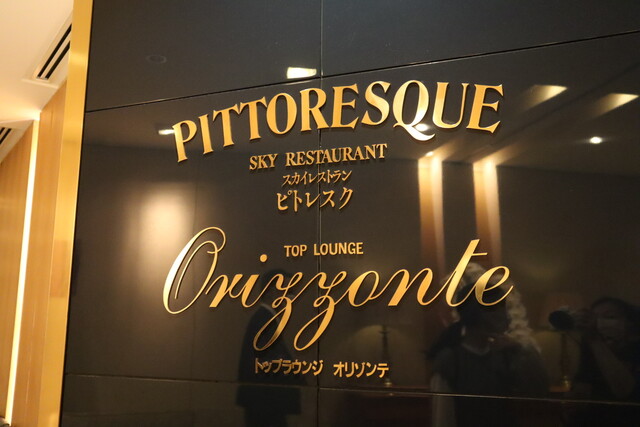 PITTORESQUE
SKY RESTAURANT
スカイレストラン
ピトレスク
TOP LOUNGE
Orizzonte
トップラウンジ オリゾンテ